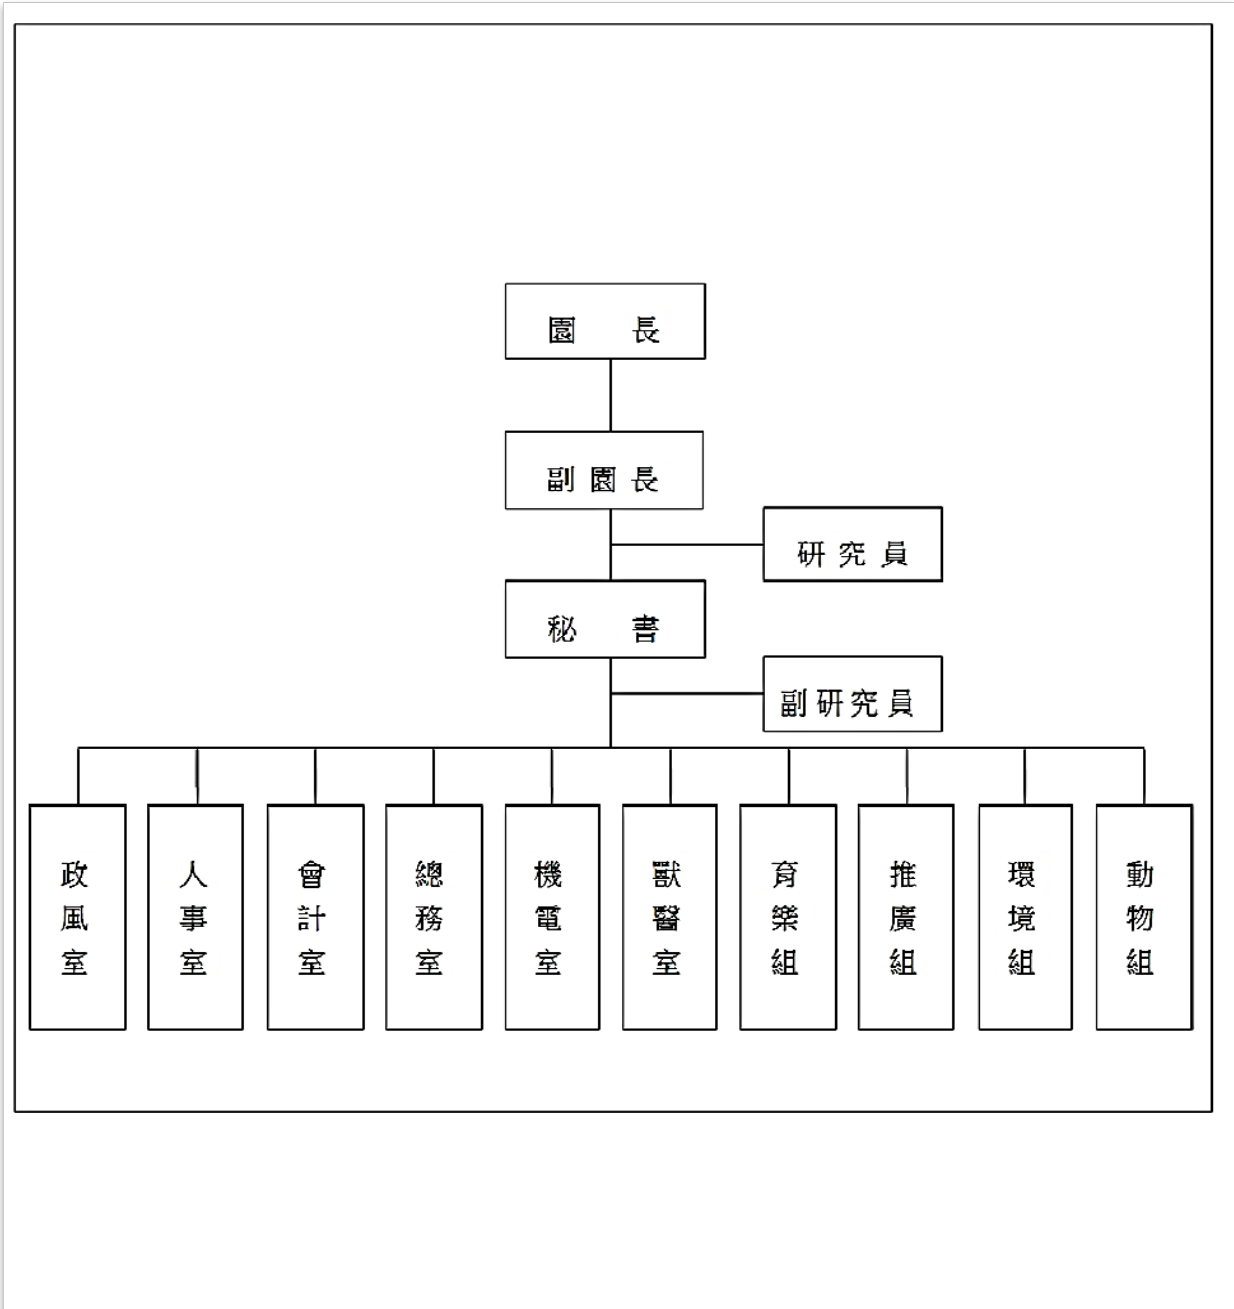 園長
副園長
研究員
秘書
副研究員
政風室
人事室
會計室
總務室
機電室
獸醫室
育樂組
推廣組
環境組
動物組